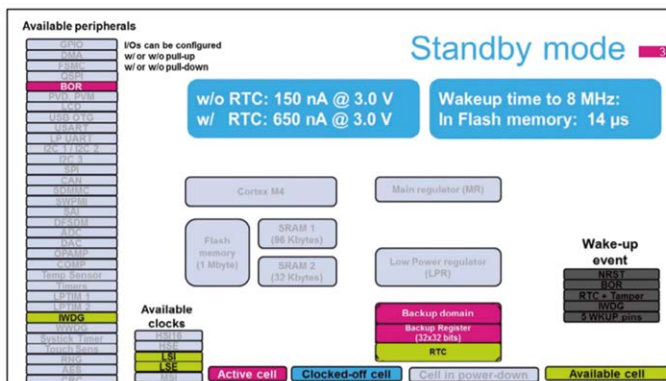 Available peripherals
GPIO
DMA
FSMC
QSPI
BOR
PVD, PVM
LCD
USB OTG
USART
LP UART
I2C 1 / I2C 2
I2C 3
SPI
CAN
SDMMC
SWPMI
SAI
DFSDM
ADC
DAC
OPAMP
COMP
Temp Sensor
Timers
LPTIM 1
LPTIM 2
IWDG
WWDG
Systick Timer
Touch Sens
RNG
AES
CRC
I/Os can be configured
w/ or w/o pull-up
w/ or w/o pull-down
Standby mode
3
w/o RTC: 150 nA @ 3.0 V
w/ RTC: 650 nA @ 3.0 V
Wakeup time to 8 MHz:
In Flash memory: 14 µs
Cortex M4
Main regulator (MR)
Flash
memory
(1 Mbyte)
SRAM 1
(96 Kbytes)
SRAM 2
(32 Kbytes)
Low Power regulator
(LPR)
Backup domain
Backup Register
(32x32 bits)
RTC
Wake-up
event
NRST
BOR
RTC + Tamper
IWDG
5 WKUP pins
Available
clocks
HSI16
HSE
LSI
LSE
MSI
Active cell
Clocked-off cell
Cell in power-down
Available cell